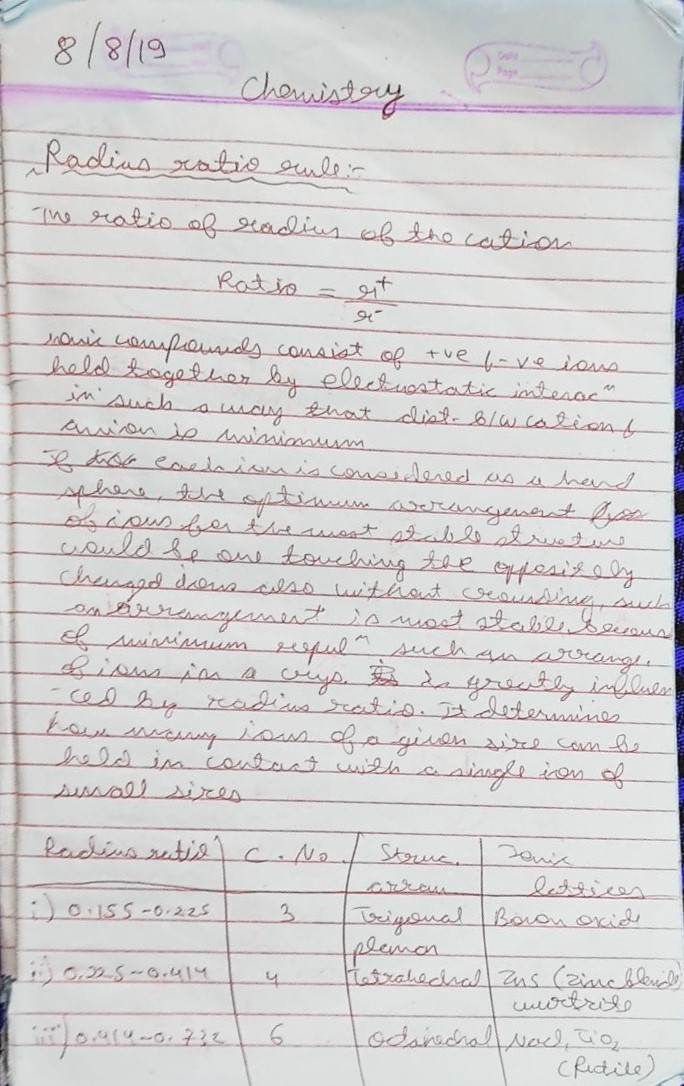 8/8/19
Date
Page
Chemistry
Radius ratio rule:-
The ratio of radius of the cation
Ratio = r+/r-
ionic compounds consist of +ve & -ve ions
held together by electrostatic interacⁿ
in such a way that dist. b/w cation &
anion is minimum
If each ion is considered as a hard
sphere, the optimum arrangement
of ions for the most stable structure
would be one touching the oppositely
charged ions also without crowding, such
an arrangement is most stable becaus
of minimum repulⁿ such an arrange.
of ions in a crys. is greatly influen
-ced by radius ratio. It determines
how many ions of a given size can be
held in contact with a single ion of
small sizes
Radius ratio | C. No. | Struc. arran | Ionic lattices
i) 0.155-0.225 | 3 | Trigonal planon | Boron oxide
ii) 0.225-0.414 | 4 | Tetrahedral | ZnS (Zinc blende) wurtzite
iii) 0.414-0.732 | 6 | Octahedral | NaCl, TiO₂ (Rutile)